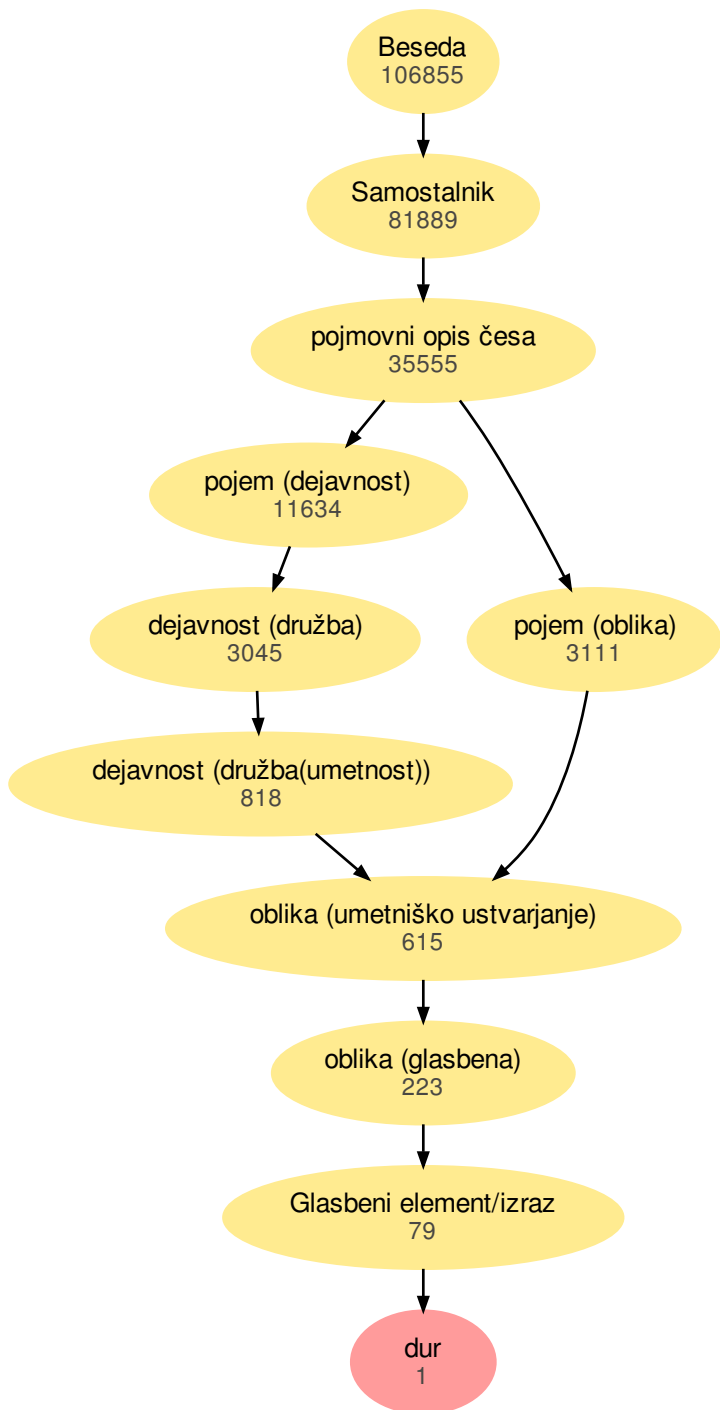 Beseda
106855
Samostalnik
81889
pojmovni opis česa
35555
pojem (dejavnost)
11634
dejavnost (družba)
3045
pojem (oblika)
3111
dejavnost (družba(umetnost))
818
oblika (umetniško ustvarjanje)
615
oblika (glasbena)
223
Glasbeni element/izraz
79
dur
1